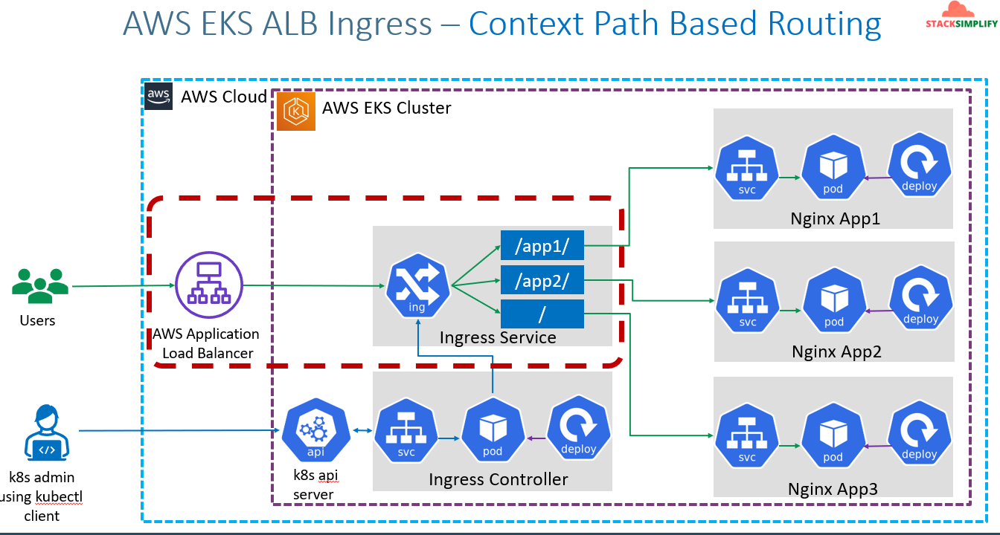 AWS EKS ALB Ingress – Context Path Based Routing
STACKSIMPLIFY
aws
AWS Cloud
K
AWS EKS Cluster
svc
pod
deploy
Nginx App1
/app1/
/app2/
/
ing
Ingress Service
Users
AWS Application
Load Balancer
svc
pod
deploy
Nginx App2
k8s admin
using kubectl
client
api
k8s api
server
svc
pod
deploy
Ingress Controller
svc
pod
deploy
Nginx App3